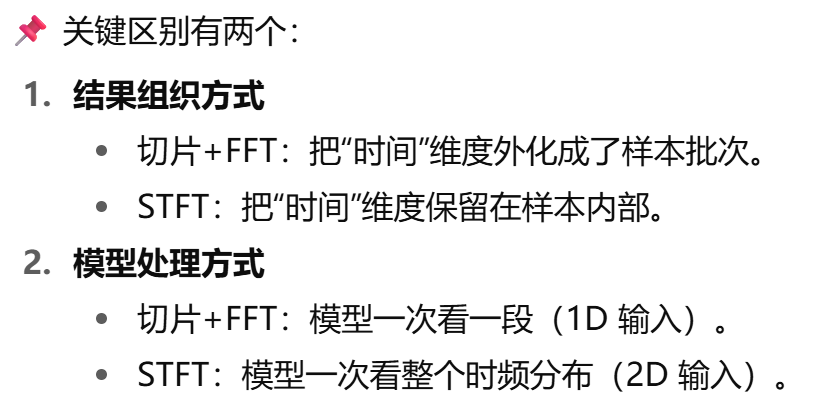 📌 关键区别有两个：
1. 结果组织方式
• 切片+FFT：把“时间”维度外化成了样本批次。
• STFT：把“时间”维度保留在样本内部。
2. 模型处理方式
• 切片+FFT：模型一次看一段（1D 输入）。
• STFT：模型一次看整个时频分布（2D 输入）。